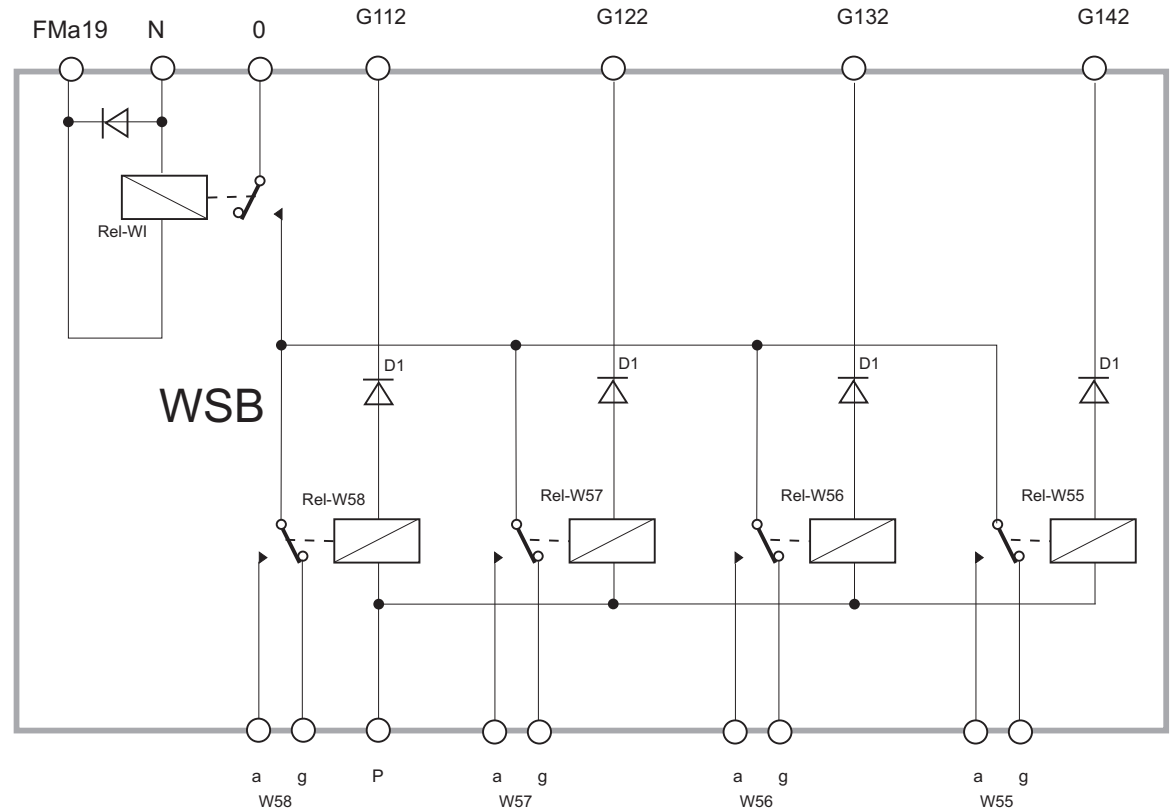 FMa19 N 0 G112 G122 G132 G142
Rel-WI
D1 D1 D1 D1
WSB
Rel-W58 Rel-W57 Rel-W56 Rel-W55
a g P a g a g a g
W58 W57 W56 W55